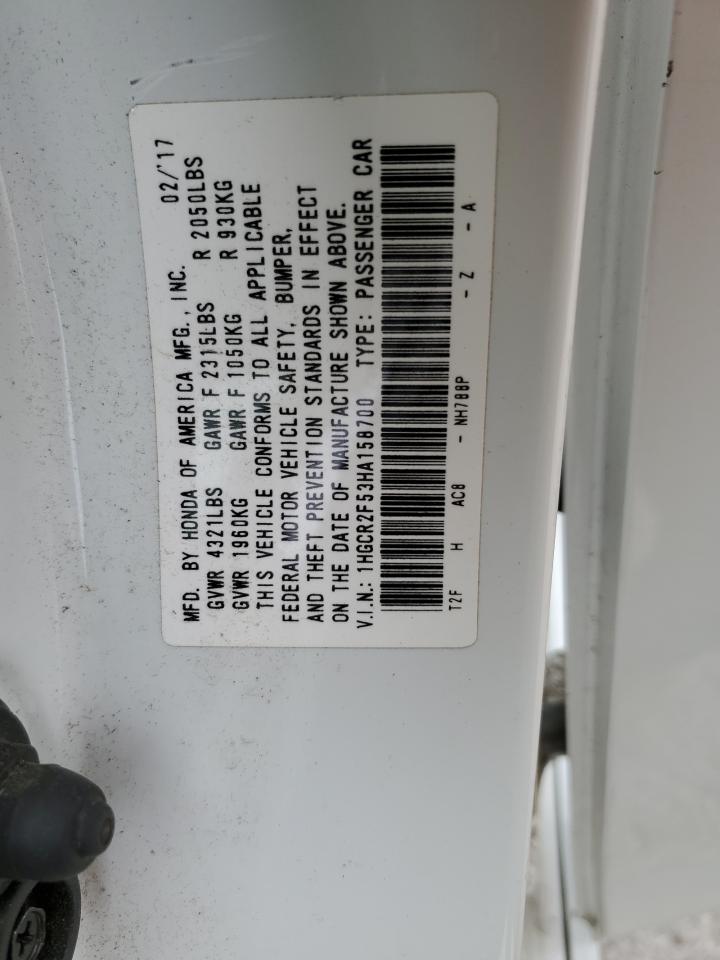 MFD. BY HONDA OF AMERICA MFG., INC. 02/'17
GVWR 4321LBS GAWR F 2315LBS R 2050LBS
GVWR 1960KG GAWR F 1050KG R 930KG
THIS VEHICLE CONFORMS TO ALL APPLICABLE
FEDERAL MOTOR VEHICLE SAFETY, BUMPER,
AND THEFT PREVENTION STANDARDS IN EFFECT
ON THE DATE OF MANUFACTURE SHOWN ABOVE.
V.I.N.: 1HGCR2F53HA158700 TYPE: PASSENGER CAR
T2F H AC8 - NH788P - Z - A